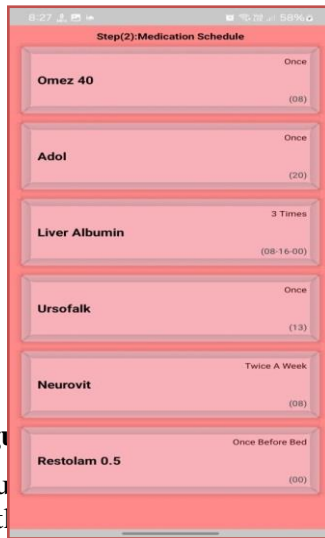 8:27 58%
Step(2):Medication Schedule
Once
Omez 40
(08)
Once
Adol
(20)
3 Times
Liver Albumin
(08-16-00)
Once
Ursofalk
(13)
Twice A Week
Neurovit
(08)
Once Before Bed
Restolam 0.5
(00)